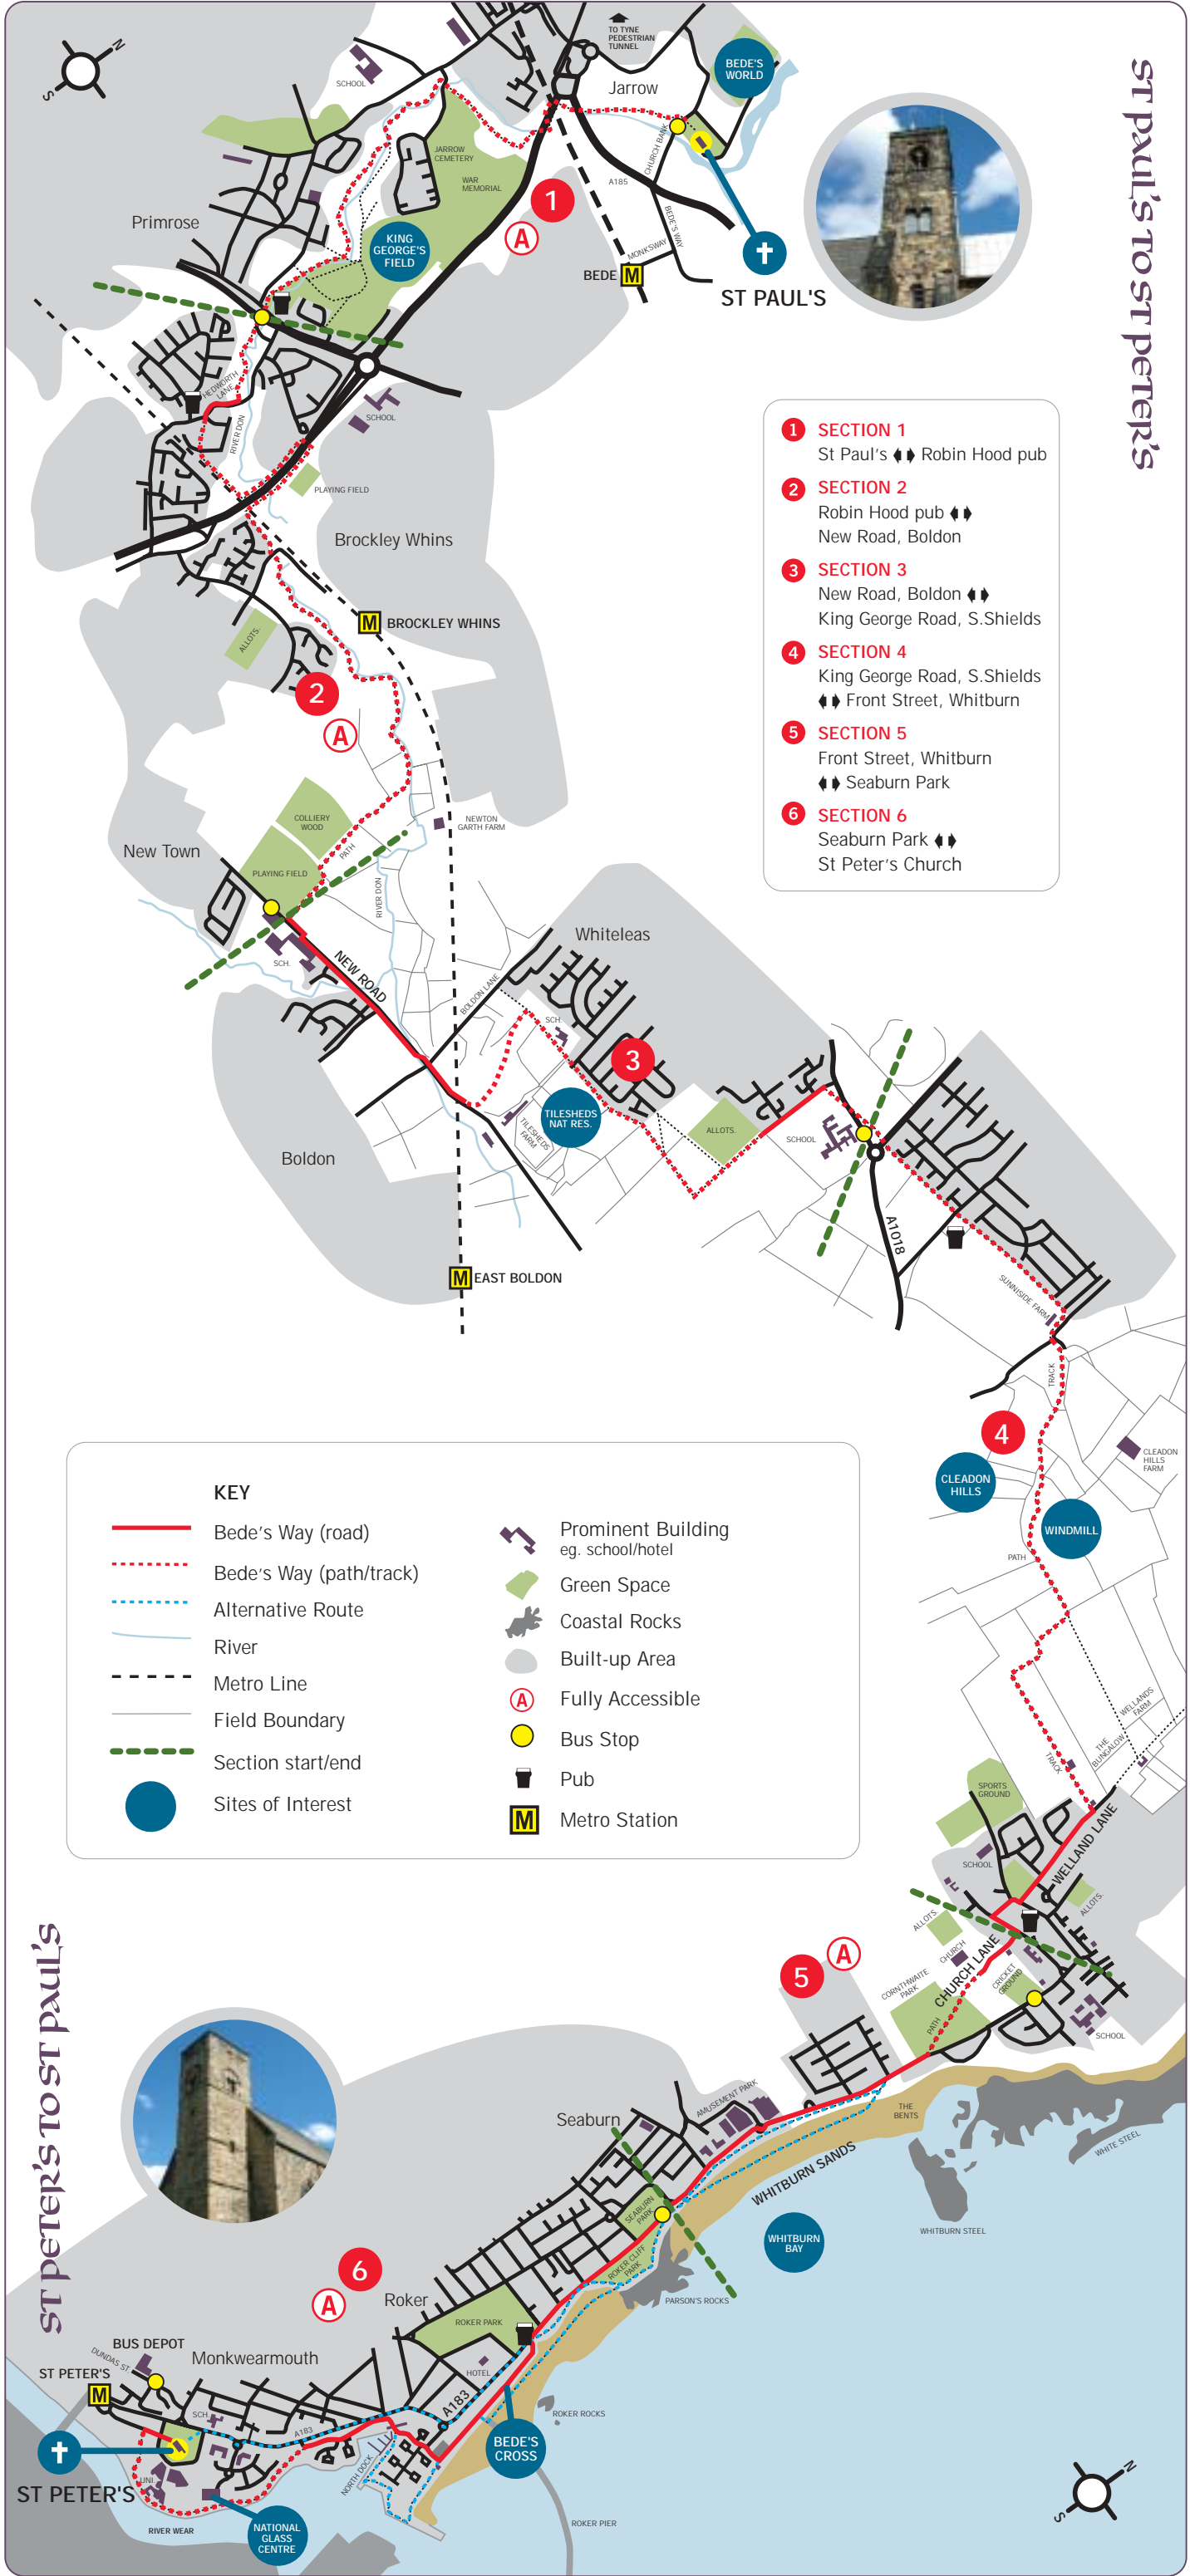 TO TYNE
PEDESTRIAN
TUNNEL
N
S
SCHOOL
Jarrow
BEDE'S
WORLD
ST PAUL'S TO ST PETER'S
JARROW
CEMETERY
WAR
MEMORIAL
CHURCH BANK
A185
1
A
Primrose
KING
GEORGE'S
FIELD
BEDE'S WAY
MONKSWAY
BEDE M
ST PAUL'S
HEDWORTH
LANE
RIVER DON
SCHOOL
PLAYING FIELD
Brockley Whins
M BROCKLEY WHINS
ALLOTS.
2
A
1 SECTION 1
St Paul's Robin Hood pub
2 SECTION 2
Robin Hood pub
New Road, Boldon
3 SECTION 3
New Road, Boldon
King George Road, S.Shields
4 SECTION 4
King George Road, S.Shields
Front Street, Whitburn
5 SECTION 5
Front Street, Whitburn
Seaburn Park
6 SECTION 6
Seaburn Park
St Peter's Church
COLLIERY
WOOD
NEWTON
GARTH FARM
New Town
PATH
PLAYING FIELD
RIVER DON
SCH.
NEW ROAD
Whiteleas
BOLDON LANE
SCH.
3
TILESHEDS
NAT RES.
TILESHEDS
FARM
ALLOTS.
SCHOOL
Boldon
A1018
M EAST BOLDON
SUNNISIDE FARM
TRACK
4
CLEADON
HILLS
CLEADON
HILLS
FARM
WINDMILL
PATH
KEY
Bede's Way (road)
Bede's Way (path/track)
Alternative Route
River
Metro Line
Field Boundary
Section start/end
Sites of Interest
Prominent Building
eg. school/hotel
Green Space
Coastal Rocks
Built-up Area
A Fully Accessible
Bus Stop
Pub
M Metro Station
WELLANDS
FARM
THE
BUNGALOW
TRACK
SPORTS
GROUND
WELLAND LANE
SCHOOL
ALLOTS.
ALLOTS.
CHURCH
CHURCH LANE
CRICKET
GROUND
CORNTHWAITE
PARK
PATH
SCHOOL
5
A
ST PETER'S TO ST PAUL'S
THE
BENTS
AMUSEMENT PARK
Seaburn
WHITBURN SANDS
WHITE STEEL
WHITBURN STEEL
SEABURN
PARK
WHITBURN
BAY
ROKER CLIFF
PARK
PARSON'S ROCKS
6
A
Roker
ROKER PARK
BUS DEPOT
DUNDAS ST.
Monkwearmouth
ST PETER'S
M
HOTEL
A183
ROKER ROCKS
SCH.
A183
BEDE'S
CROSS
NORTH DOCK
UNI.
ST PETER'S
NATIONAL
GLASS
CENTRE
RIVER WEAR
ROKER PIER
N
S